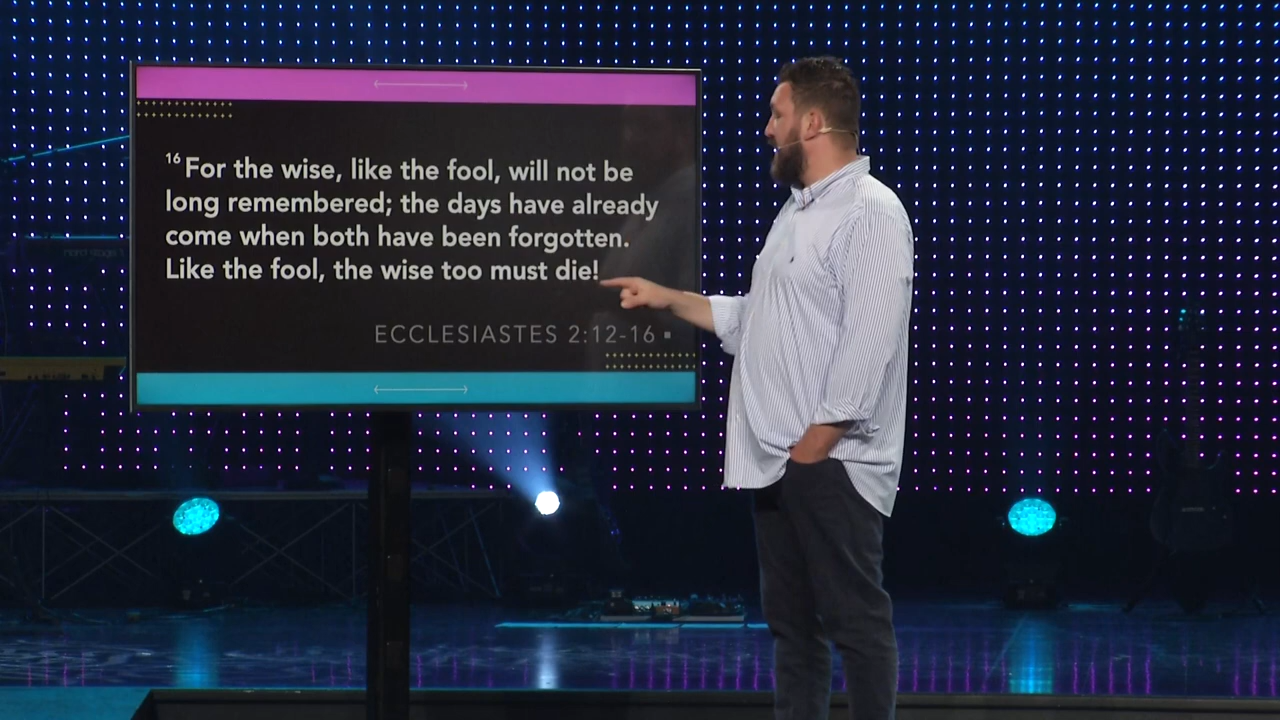 16 For the wise, like the fool, will not be
long remembered; the days have already
come when both have been forgotten.
Like the fool, the wise too must die!
ECCLESIASTES 2:12-16